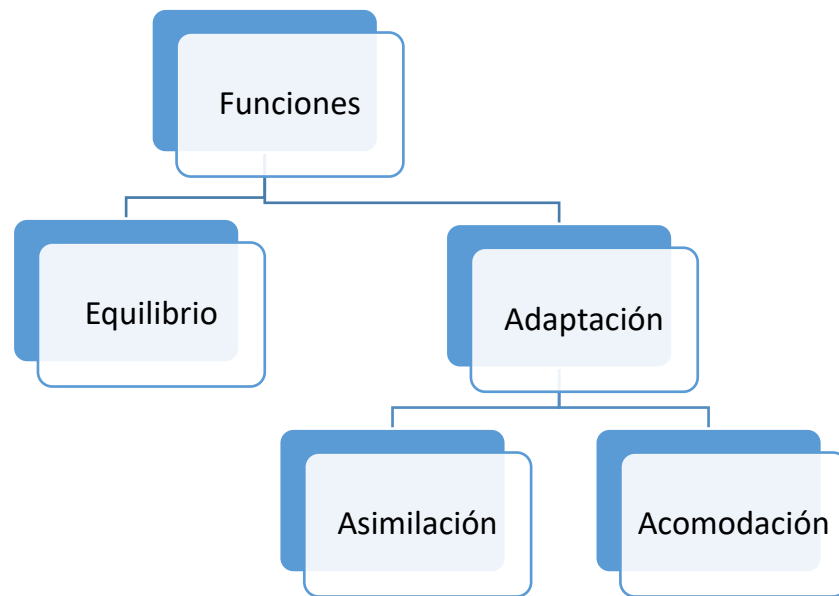 Funciones
Equilibrio
Adaptación
Asimilación
Acomodación